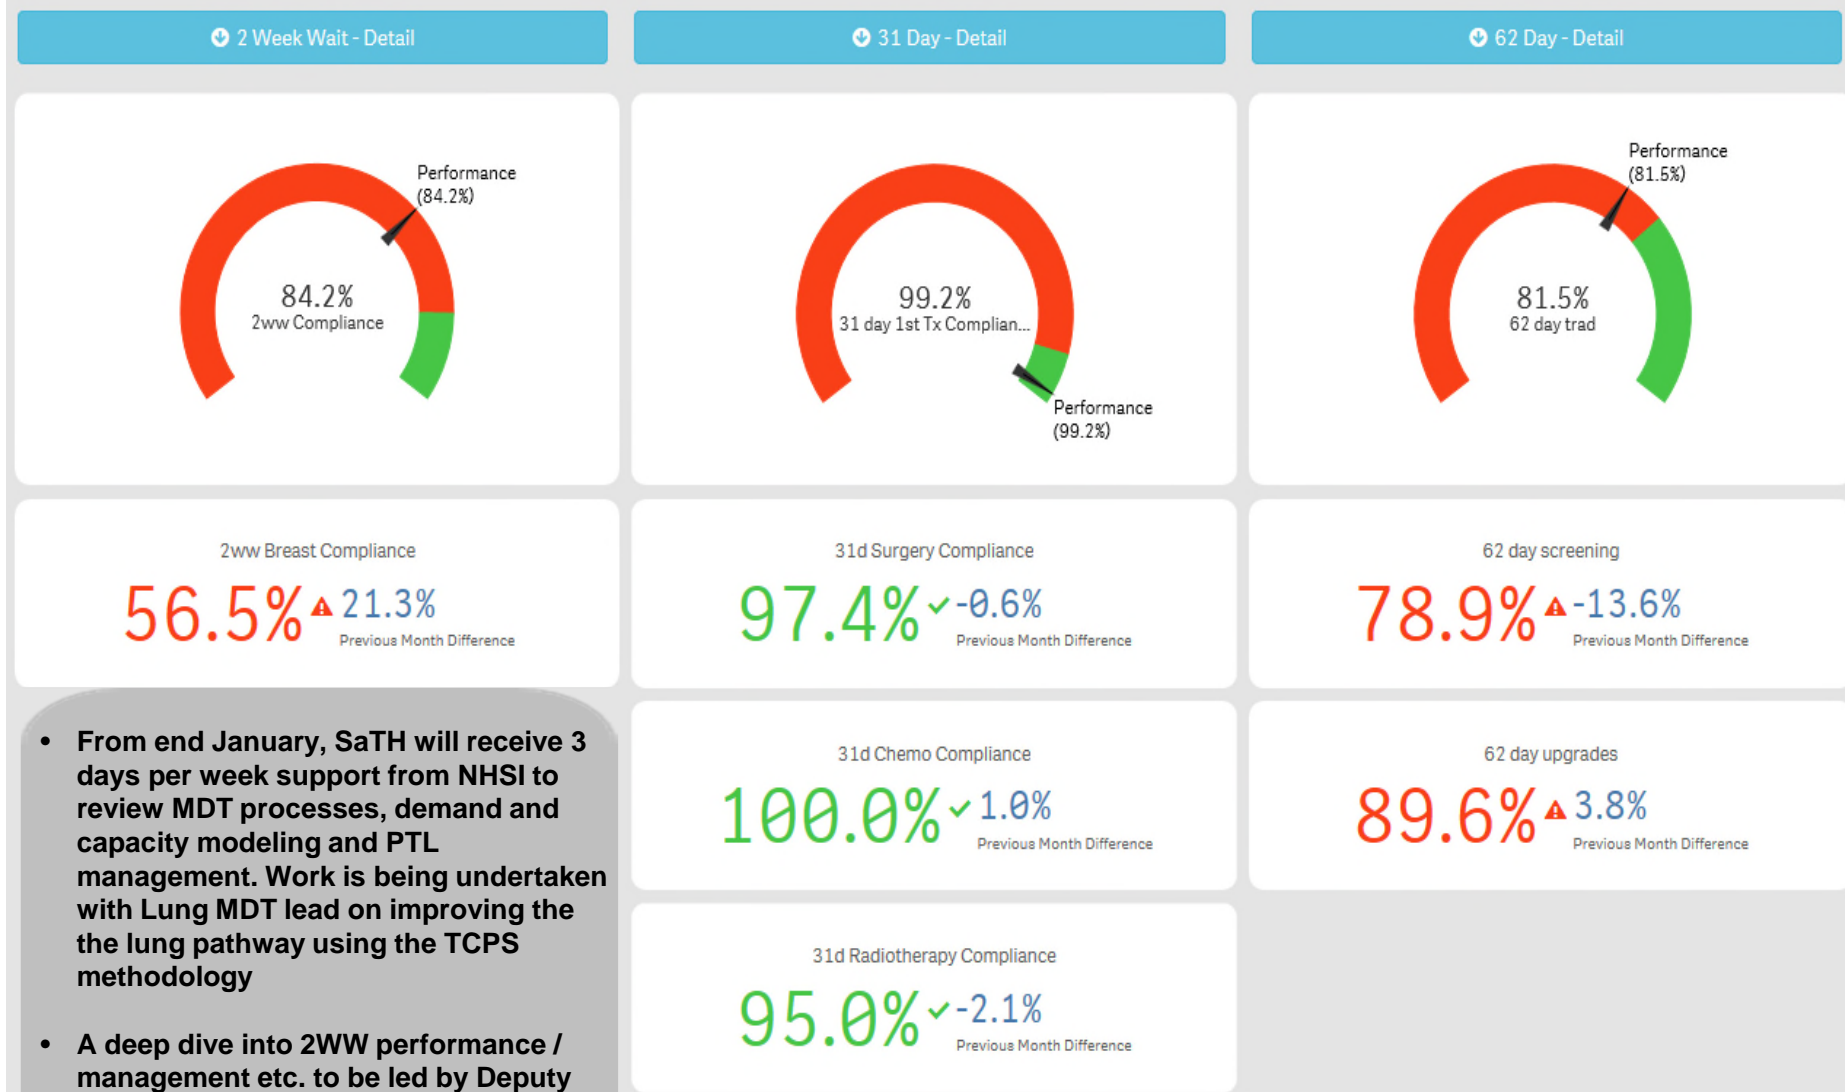 2 Week Wait - Detail
31 Day - Detail
62 Day - Detail
Performance
(84.2%)
84.2%
2ww Compliance
99.2%
31 day 1st Tx Complian...
Performance
(99.2%)
Performance
(81.5%)
81.5%
62 day trad
2ww Breast Compliance
56.5% 21.3%
Previous Month Difference
31d Surgery Compliance
97.4% -0.6%
Previous Month Difference
62 day screening
78.9% -13.6%
Previous Month Difference
• From end January, SaTH will receive 3
days per week support from NHSI to
review MDT processes, demand and
capacity modeling and PTL
management. Work is being undertaken
with Lung MDT lead on improving the
the lung pathway using the TCPS
methodology
• A deep dive into 2WW performance /
management etc. to be led by Deputy
31d Chemo Compliance
100.0% 1.0%
Previous Month Difference
62 day upgrades
89.6% 3.8%
Previous Month Difference
31d Radiotherapy Compliance
95.0% -2.1%
Previous Month Difference